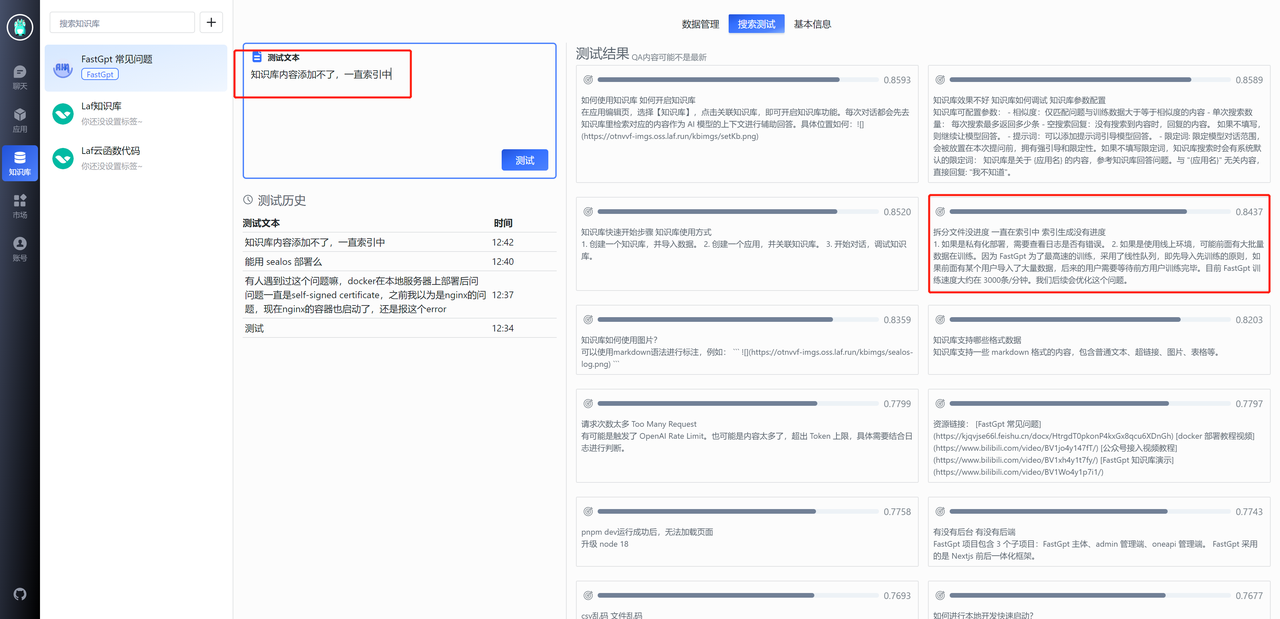 搜索知识库
聊天
应用
知识库
市场
账号
FastGpt 常见问题
FastGpt
Laf知识库
你还没设置标签~
Laf云函数代码
你还没设置标签~
数据管理
搜索测试
基本信息
测试文本
知识库内容添加不了，一直索引中
测试
测试历史
测试文本 时间
知识库内容添加不了，一直索引中 12:42
能用 sealos 部署么 12:40
有人遇到过这个问题嘛，docker在本地服务器上部署后问
问题一直是self-signed certificate，之前我以为是nginx的问 12:37
题，现在nginx的容器也启动了，还是报这个error
测试 12:34
测试结果 QA内容可能不是最新
0.8593
如何使用知识库 如何开启知识库
在应用编辑页，选择【知识库】，点击关联知识库，即可开启知识库功能。每次对话都会先去
知识库里检索对应的内容作为 AI 模型的上下文进行辅助回答。具体位置如何：![]
(https://otnvvf-imgs.oss.laf.run/kbimgs/setKb.png)
0.8589
知识库效果不好 知识库如何调试 知识库参数配置
知识库可配置参数： - 相似度：仅匹配问题与训练数据大于等于相似度的内容 - 单次搜索数
量： 每次搜索最多返回多少条 - 空搜索回复：没有搜索到内容时，回复的内容。 如果不填写，
则继续让模型回答。 - 提示词：可以添加提示词引导模型回答。 - 限定词: 限定模型对话范围，
会被放置在本次提问前，拥有强引导和限定性。如果不填写限定词，知识库搜索时会有系统默
认的限定词： 知识库是关于 {应用名} 的内容，参考知识库回答问题。与 "{应用名}" 无关内容，
直接回复: "我不知道"。
0.8520
知识库快速开始步骤 知识库使用方式
1. 创建一个知识库，并导入数据。 2. 创建一个应用，并关联知识库。 3. 开始对话，调试知识
库。
0.8437
拆分文件没进度 一直在索引中 索引生成没有进度
1. 如果是私有化部署，需要查看日志是否有错误。 2. 如果是使用线上环境，可能前面有大批量
数据在训练。因为 FastGpt 为了最高速的训练，采用了线性队列，即先导入先训练的原则，如
果前面有某个用户导入了大量数据，后来的用户需要等待前方用户训练完毕。目前 FastGpt 训
练速度大约在 3000条/分钟。我们后续会优化这个问题。
0.8359
知识库如何使用图片?
可以使用markdown语法进行标注，例如： ``` ![](https://otnvvf-imgs.oss.laf.run/kbimgs/sealos-
log.png) ```
0.8203
知识库支持哪些格式数据
知识库支持一些 markdown 格式的内容，包含普通文本、超链接、图片、表格等。
0.7799
请求次数太多 Too Many Request
有可能是触发了 OpenAI Rate Limit。也可能是内容太多了，超出 Token 上限，具体需要结合日
志进行判断。
0.7797
资源链接： [FastGpt 常见问题]
(https://kjqvjse66l.feishu.cn/docx/HtrgdT0pkonP4kxGx8qcu6XDnGh) [docker 部署教程视频]
(https://www.bilibili.com/video/BV1jo4y147fT/) [公众号接入视频教程]
(https://www.bilibili.com/video/BV1xh4y1t7fy/) [FastGpt 知识库演示]
(https://www.bilibili.com/video/BV1Wo4y1p7i1/)
0.7758
pnpm dev运行成功后，无法加载页面
升级 node 18
0.7743
有没有后台 有没有后端
FastGpt 项目包含 3 个子项目：FastGpt 主体、admin 管理端、oneapi 管理端。 FastGpt 采用
的是 Nextjs 前后一体化框架。
0.7693
csv乱码 文件乱码
0.7677
如何进行本地开发快速启动?